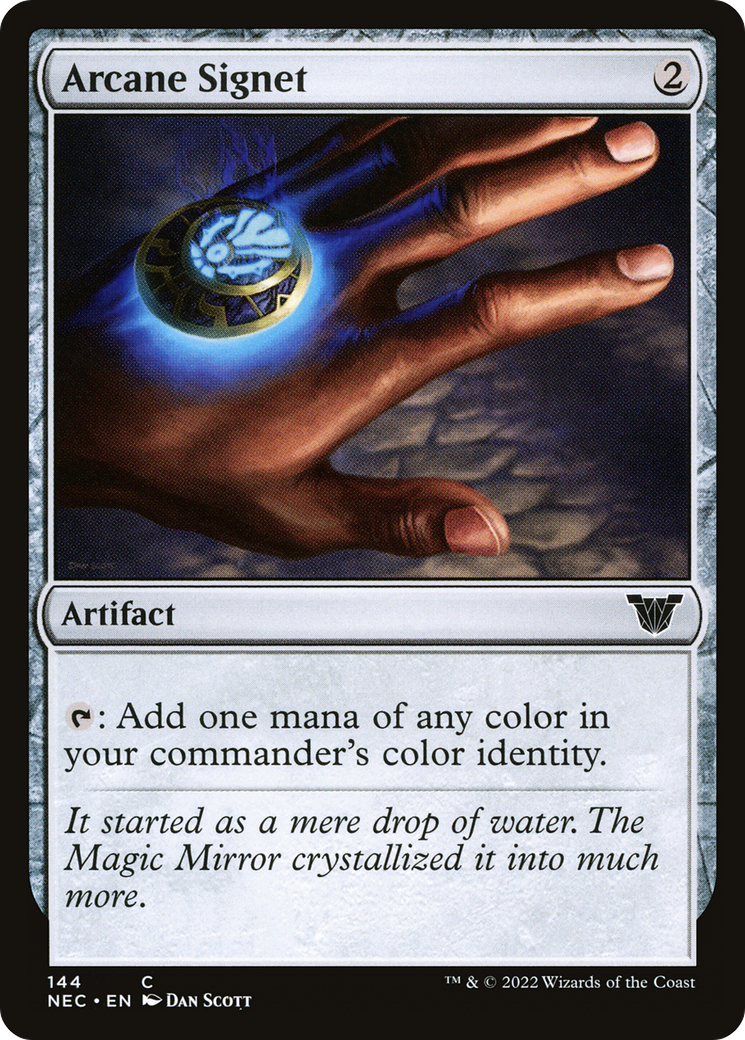 Arcane Signet
2
DAN SCOTT
Artifact
: Add one mana of any color in
your commander's color identity.
It started as a mere drop of water. The
Magic Mirror crystallized it into much
more.
144 C
NEC • EN Dan Scott
™ & © 2022 Wizards of the Coast